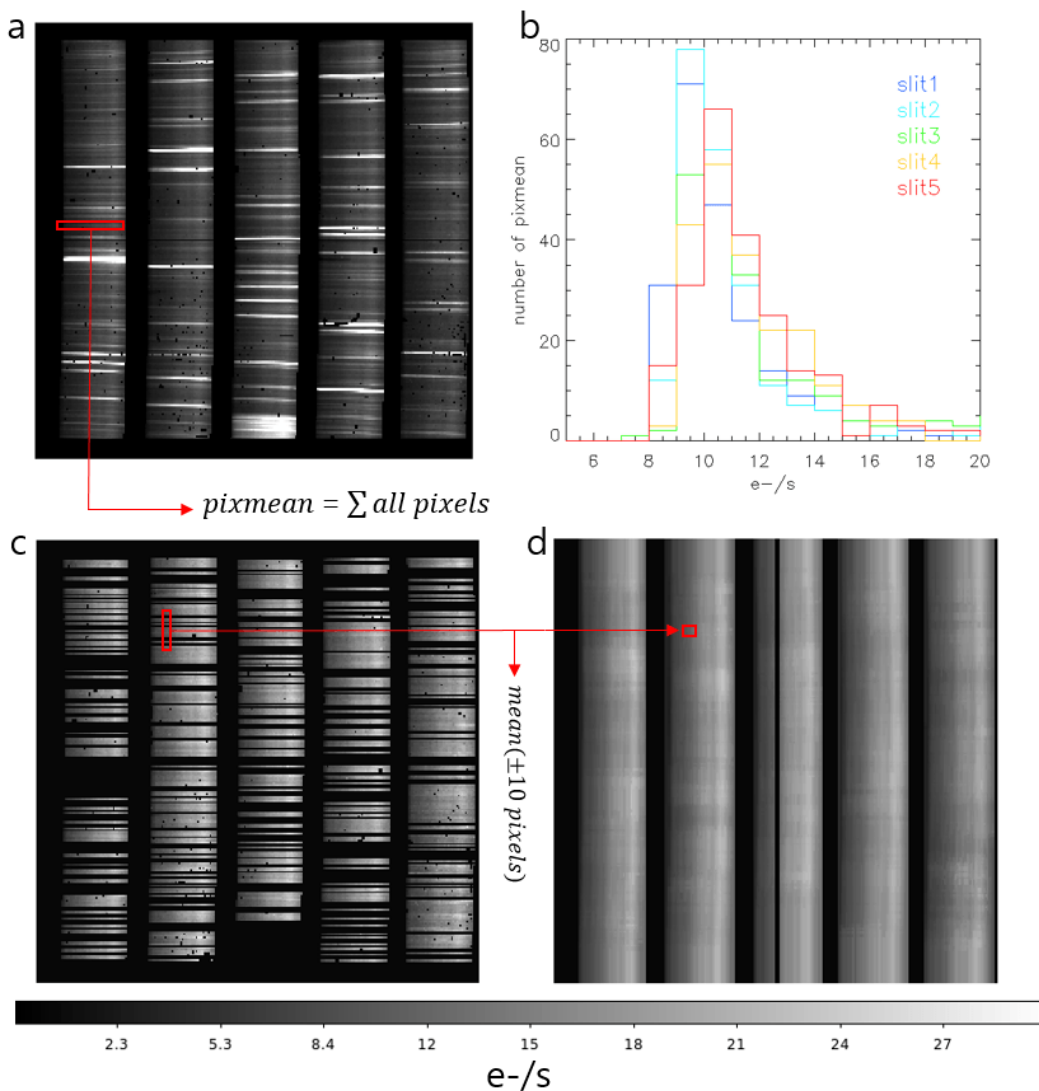 a
b
80
60
40
20
0
number of pixmean
slit1
slit2
slit3
slit4
slit5
6 8 10 12 14 16 18 20
e-/s
pixmean = ∑ all pixels
c
d
mean(±10 pixels)
2.3 5.3 8.4 12 15 18 21 24 27
e-/s